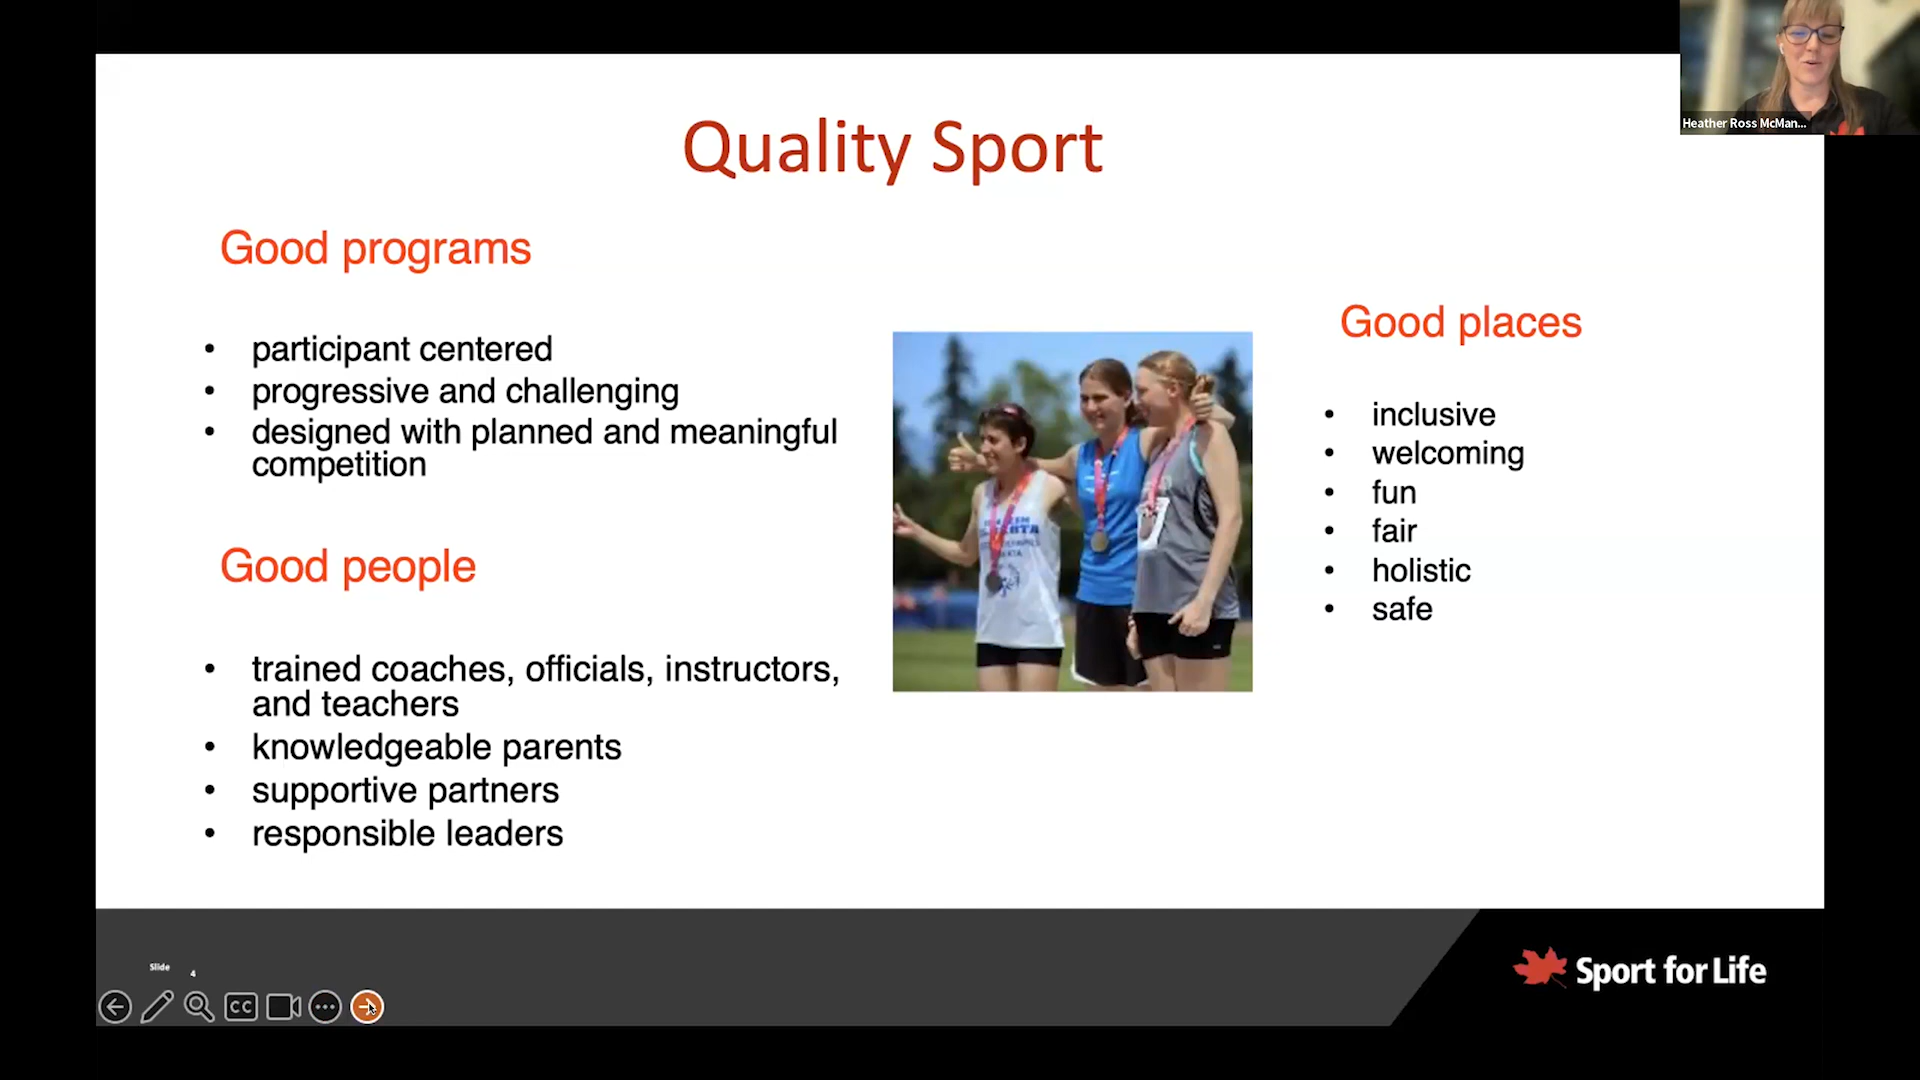 Heather Ross McMan...
Quality Sport
Good programs
• participant centered
• progressive and challenging
• designed with planned and meaningful
competition
Good people
• trained coaches, officials, instructors,
and teachers
• knowledgeable parents
• supportive partners
• responsible leaders
Good places
• inclusive
• welcoming
• fun
• fair
• holistic
• safe
Slide 4
CC
Sport for Life